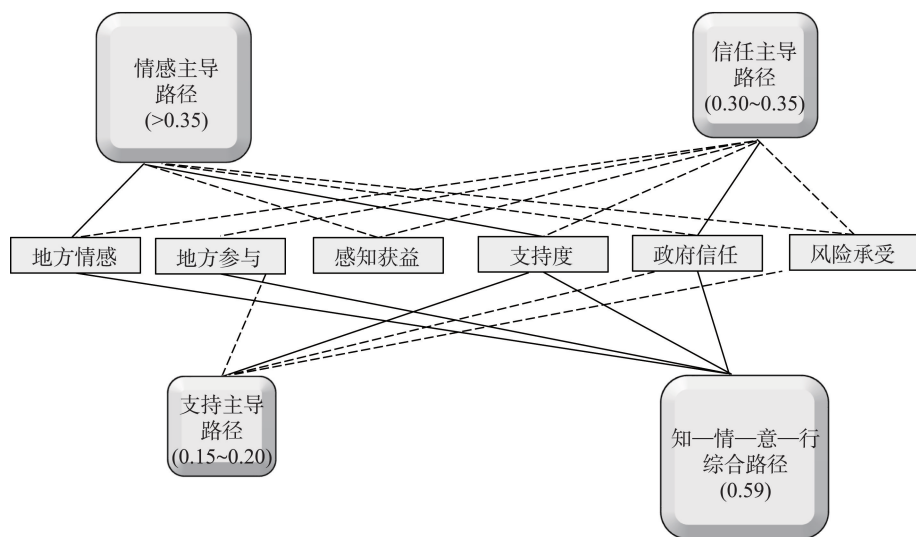 情感主导
路径
(>0.35)
信任主导
路径
(0.30~0.35)
地方情感
地方参与
感知获益
支持度
政府信任
风险承受
支持主导
路径
(0.15~0.20)
知—情—意—行
综合路径
(0.59)